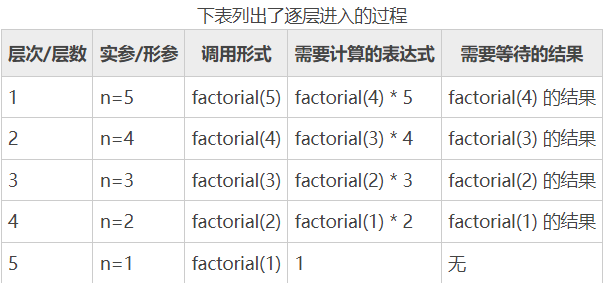 下表列出了逐层进入的过程
层次/层数 实参/形参 调用形式 需要计算的表达式 需要等待的结果
1 n=5 factorial(5) factorial(4) * 5 factorial(4) 的结果
2 n=4 factorial(4) factorial(3) * 4 factorial(3) 的结果
3 n=3 factorial(3) factorial(2) * 3 factorial(2) 的结果
4 n=2 factorial(2) factorial(1) * 2 factorial(1) 的结果
5 n=1 factorial(1) 1 无